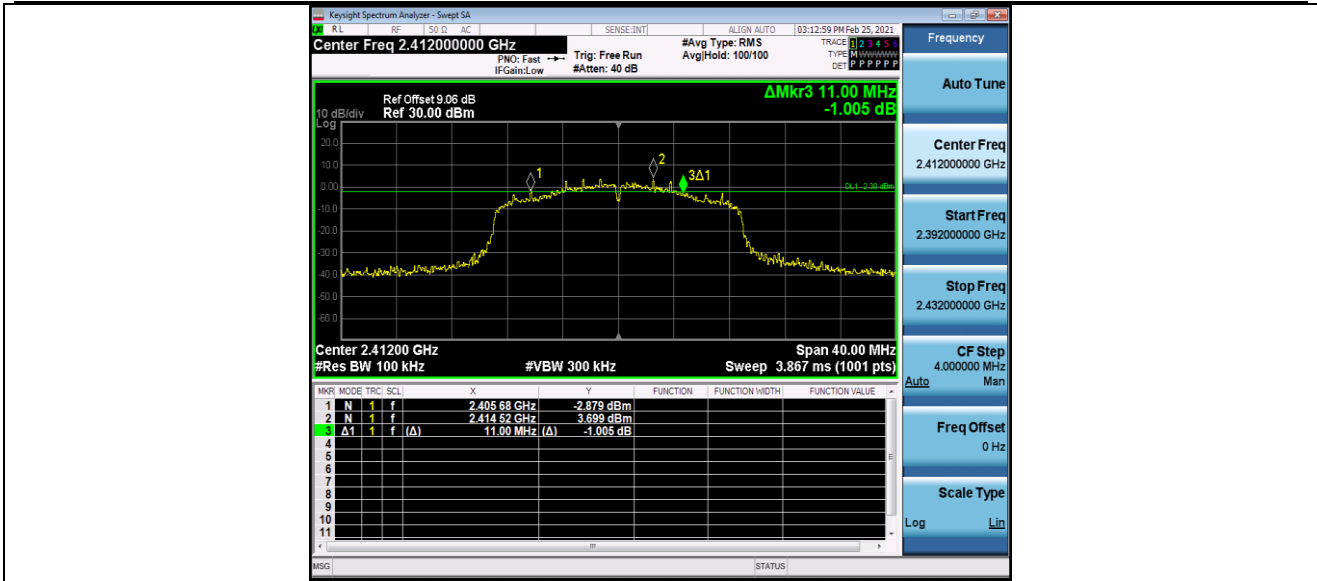 Keysight Spectrum Analyzer - Swept SA
RL RF 50 Ω AC SENSE:INT ALIGN AUTO 03:12:59 PM Feb 25, 2021
Center Freq 2.412000000 GHz
PNO: Fast
IFGain:Low
Trig: Free Run
#Atten: 40 dB
#Avg Type: RMS
Avg|Hold: 100/100
TRACE 1 2 3 4 5 6
TYPE M WWWWW
DET P P P P P P
Frequency
Auto Tune
Center Freq
2.412000000 GHz
Start Freq
2.392000000 GHz
Stop Freq
2.432000000 GHz
CF Step
4.000000 MHz
Auto Man
Freq Offset
0 Hz
Scale Type
Log Lin
ΔMkr3 11.00 MHz
-1.005 dB
Ref Offset 9.06 dB
10 dB/div Ref 30.00 dBm
Log
20.0
10.0
0.00
-10.0
-20.0
-30.0
-40.0
-50.0
-60.0
1
2
3Δ1
DL1 -2.30 dBm
Center 2.41200 GHz Span 40.00 MHz
#Res BW 100 kHz #VBW 300 kHz Sweep 3.867 ms (1001 pts)
MKR MODE TRC SCL X Y FUNCTION FUNCTION WIDTH FUNCTION VALUE
1 N 1 f 2.405 68 GHz -2.879 dBm
2 N 1 f 2.414 52 GHz 3.699 dBm
3 Δ1 1 f (Δ) 11.00 MHz (Δ) -1.005 dB
4
5
6
7
8
9
10
11
MSG STATUS